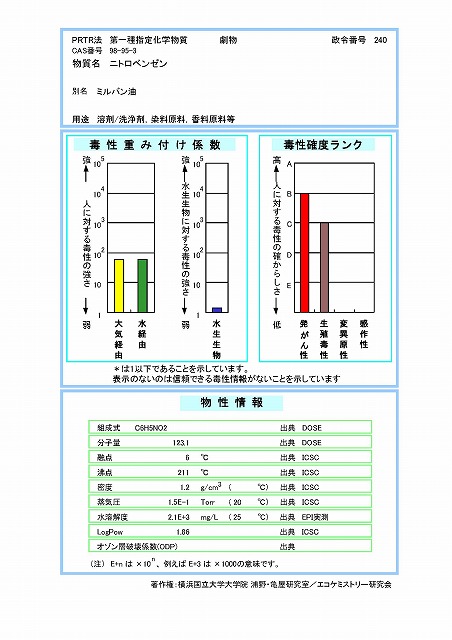 PRTR法 第一種指定化学物質 劇物 政令番号 240
CAS番号 98-95-3
物質名 ニトロベンゼン
別名 ミルバン油
用途 溶剤/洗浄剤，染料原料，香料原料等
毒性重み付け係数
強 人に対する毒性の強さ 弱
10^5
10^4
10^3
10^2
10
1
大気経由
水経由
強 水生生物に対する毒性の強さ 弱
10^5
10^4
10^3
10^2
10
1
水生生物
毒性確度ランク
高 人に対する毒性の確からしさ 低
A
B
C
D
E
発がん性
生殖毒性
変異原性
感作性
＊は1以下であることを示しています。
表示のないのは信頼できる毒性情報がないことを示しています
物性情報
組成式 C6H5NO2 出典 DOSE
分子量 123.1 出典 DOSE
融点 6 ℃ 出典 ICSC
沸点 211 ℃ 出典 ICSC
密度 1.2 g/cm^3 ( ℃) 出典 ICSC
蒸気圧 1.5E-1 Torr (20 ℃) 出典 ICSC
水溶解度 2.1E+3 mg/L (25 ℃) 出典 EPI実測
LogPow 1.86 出典 ICSC
オゾン層破壊係数(ODP) 出典
(注) E+n は ×10^n、例えば E+3 は ×1000の意味です。
著作権：横浜国立大学大学院 浦野・亀屋研究室／エコケミストリー研究会